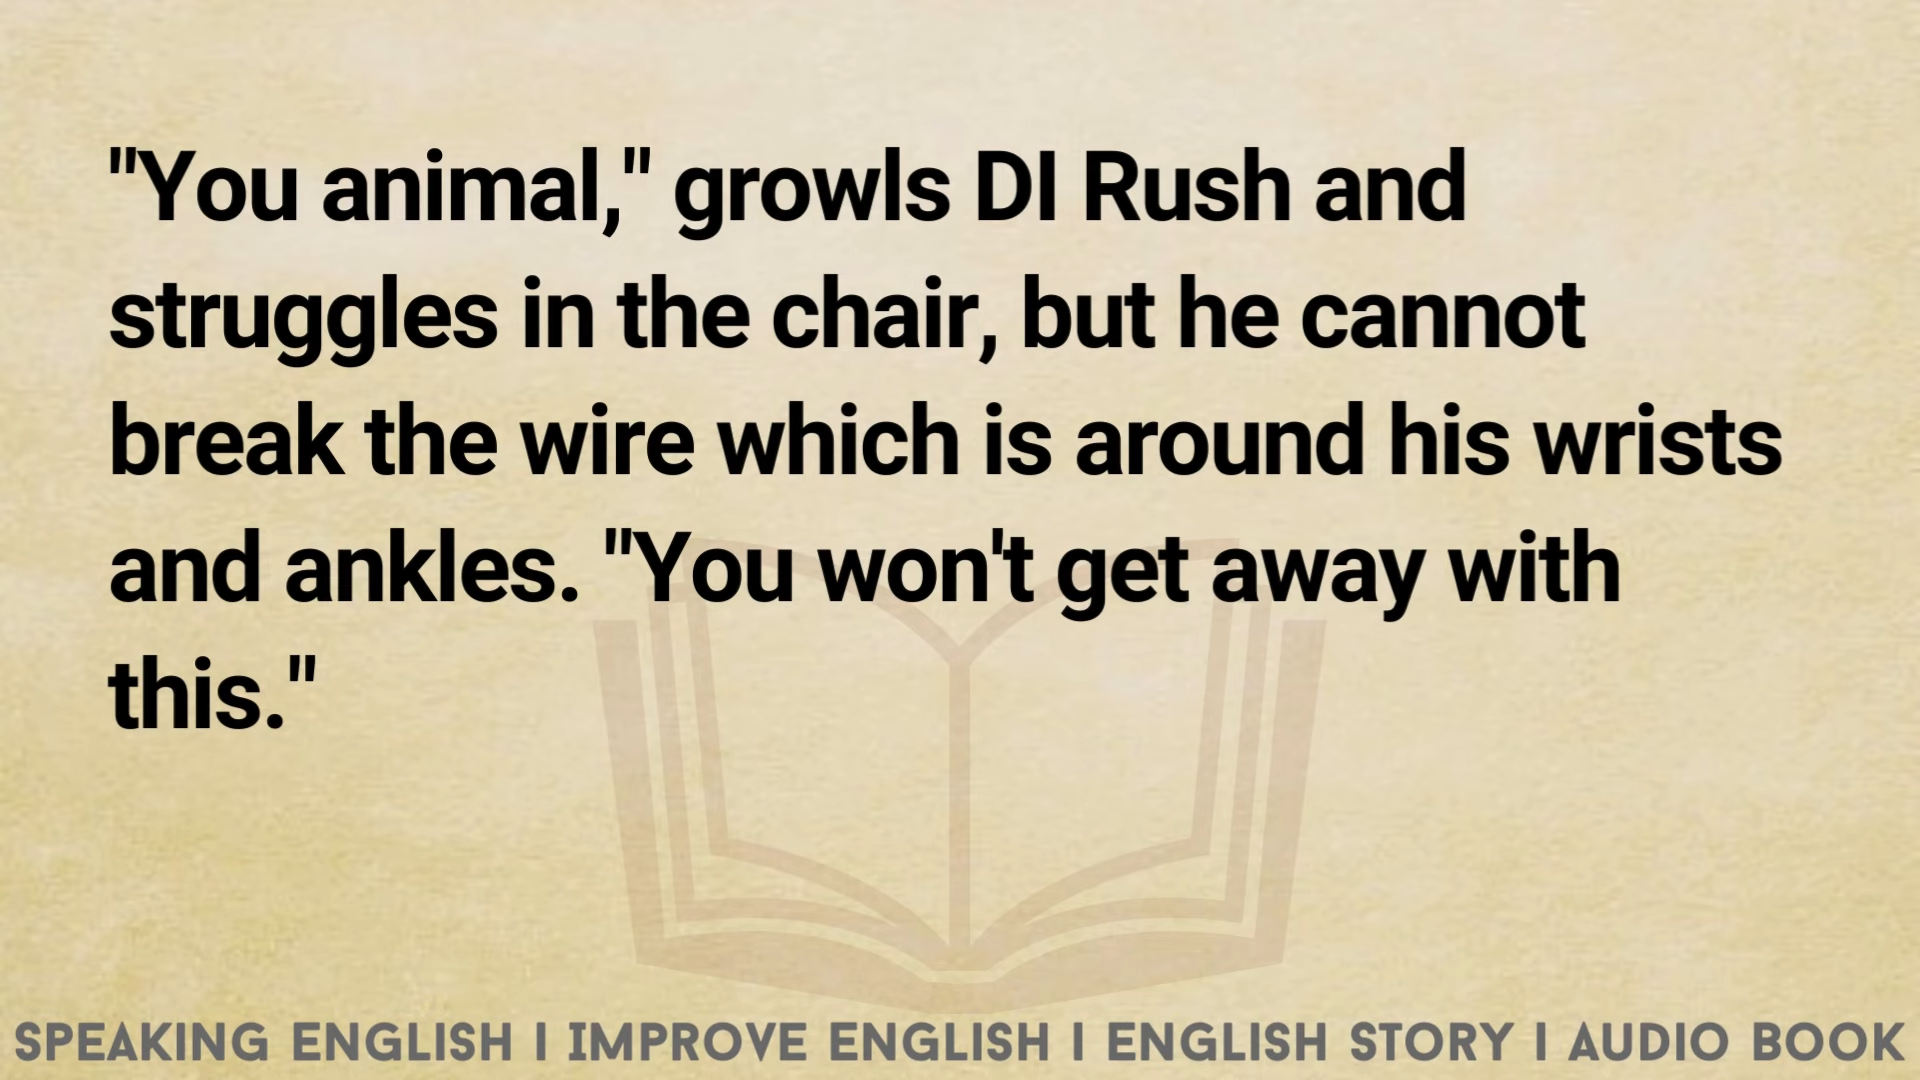 "You animal," growls DI Rush and
struggles in the chair, but he cannot
break the wire which is around his wrists
and ankles. "You won't get away with
this."
SPEAKING ENGLISH I IMPROVE ENGLISH I ENGLISH STORY I AUDIO BOOK